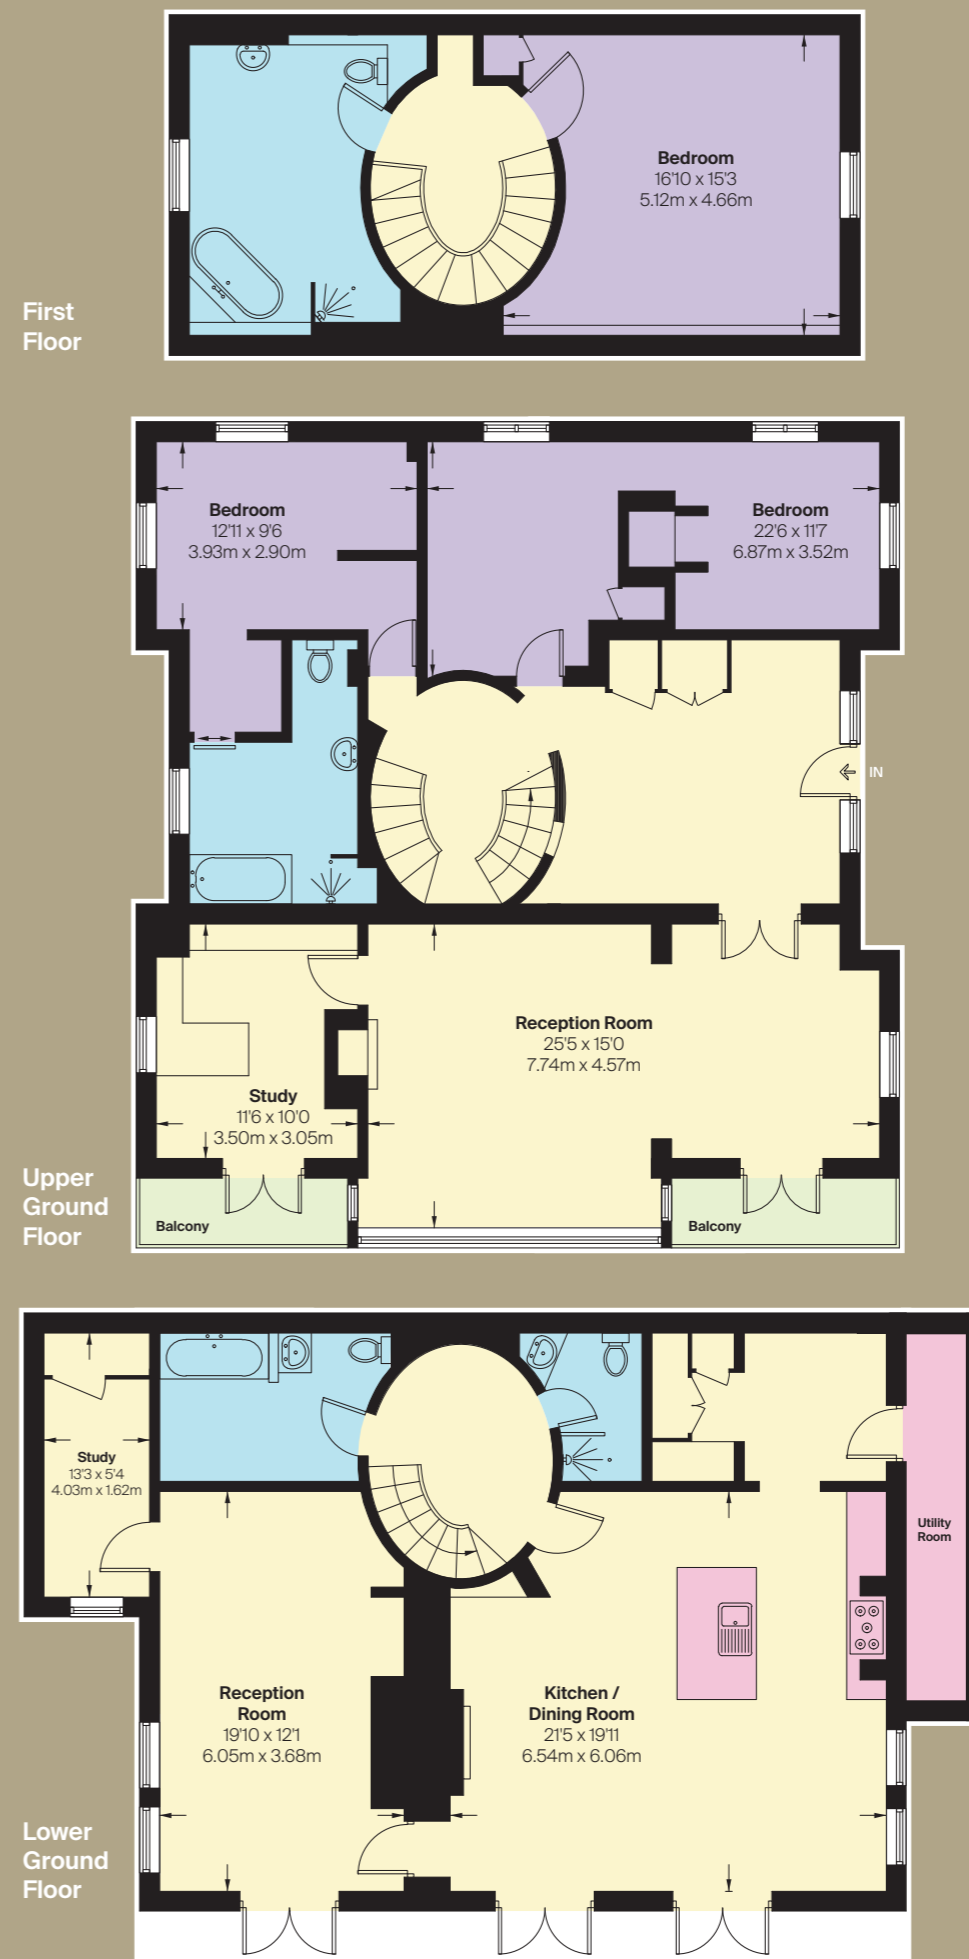 First
Floor
Bedroom
16'10 x 15'3
5.12m x 4.66m
Bedroom
12'11 x 9'6
3.93m x 2.90m
Bedroom
22'6 x 11'7
6.87m x 3.52m
IN
Reception Room
25'5 x 15'0
7.74m x 4.57m
Study
11'6 x 10'0
3.50m x 3.05m
Upper
Ground
Floor
Balcony
Balcony
Study
13'3 x 5'4
4.03m x 1.62m
Utility
Room
Reception
Room
19'10 x 12'1
6.05m x 3.68m
Kitchen /
Dining Room
21'5 x 19'11
6.54m x 6.06m
Lower
Ground
Floor